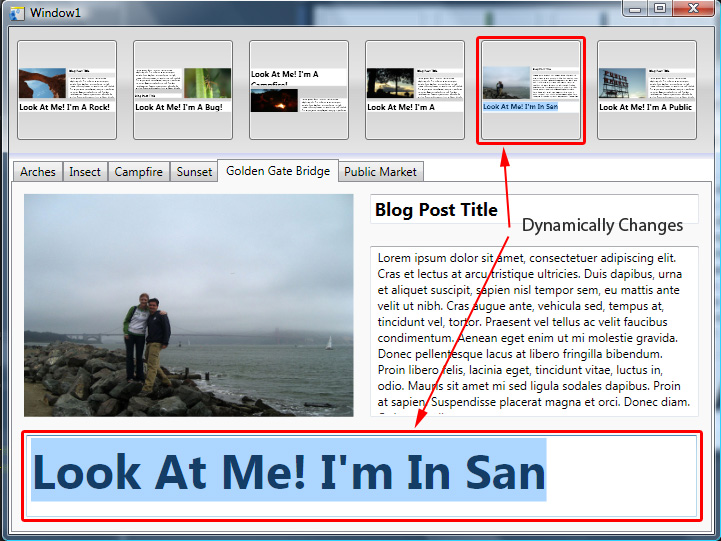 Window1
Look At Me! I'm A Rock!
Look At Me! I'm A Bug!
Look At Me! I'm A
Campfire!
Look At Me! I'm A
Look At Me! I'm In San
Look At Me! I'm A Public
Arches
Insect
Campfire
Sunset
Golden Gate Bridge
Public Market
Blog Post Title
Dynamically Changes
Lorem ipsum dolor sit amet, consectetuer adipiscing elit.
Cras et lectus at arcu tristique ultricies. Duis dapibus, urna
et aliquet suscipit, sapien nisl tempor sem, eu mattis ante
velit ut nibh. Cras augue ante, vehicula sed, tempus at,
tincidunt vel, tortor. Praesent vel tellus ac velit faucibus
condimentum. Aenean eget enim ut mi molestie gravida.
Donec pellentesque lacus at libero fringilla bibendum.
Proin libero felis, lacinia eget, tincidunt vitae, luctus in,
odio. Mauris sit amet mi sed ligula sodales dapibus. Proin
at sapien. Suspendisse placerat magna et orci. Donec diam.
Look At Me! I'm In San